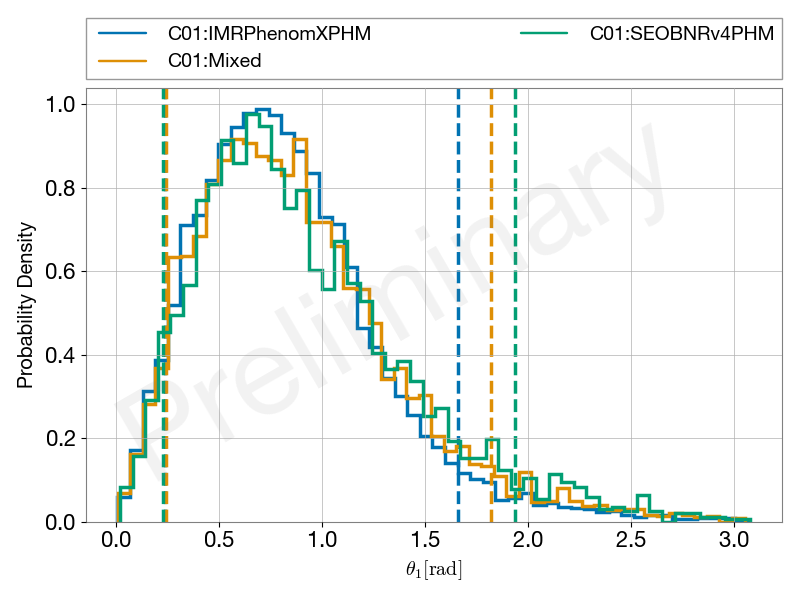 C01:IMRPhenomXPHM
C01:Mixed
C01:SEOBNRv4PHM
1.0
0.8
0.6
0.4
0.2
0.0
Probability Density
Preliminary
0.0 0.5 1.0 1.5 2.0 2.5 3.0
θ₁[rad]